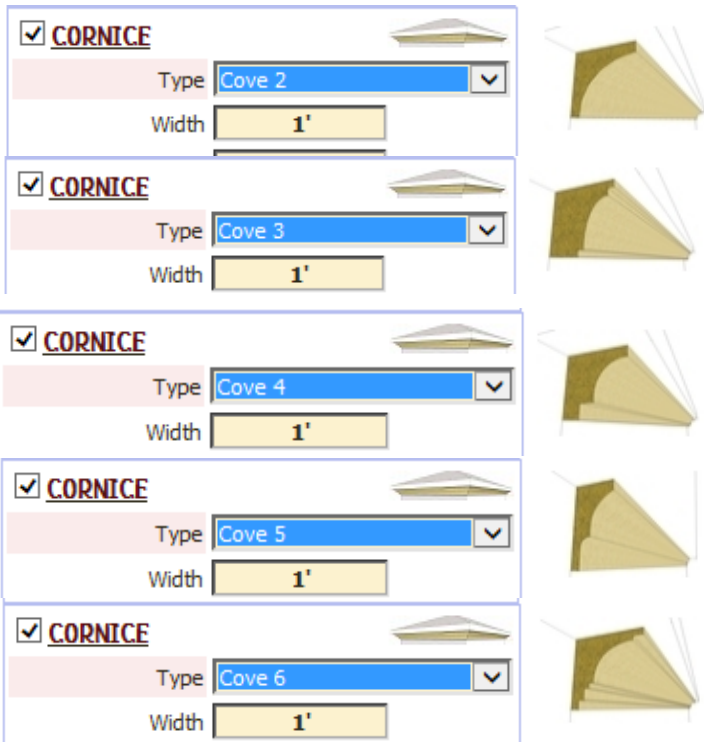 CORNICE
Type Cove 2
Width 1'
CORNICE
Type Cove 3
Width 1'
CORNICE
Type Cove 4
Width 1'
CORNICE
Type Cove 5
Width 1'
CORNICE
Type Cove 6
Width 1'